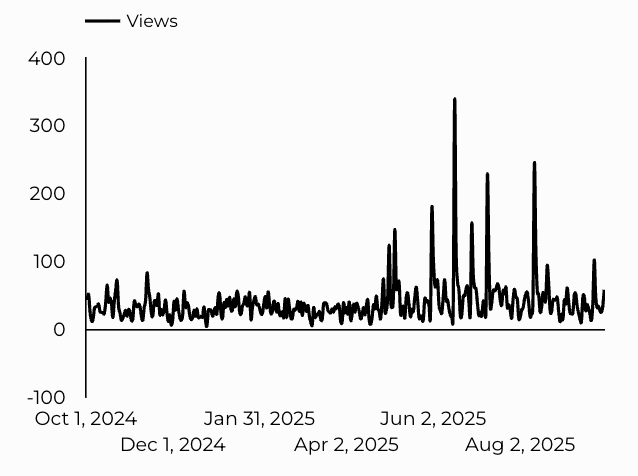 Views
400
300
200
100
0
-100
Oct 1, 2024
Jan 31, 2025
Jun 2, 2025
Dec 1, 2024
Apr 2, 2025
Aug 2, 2025